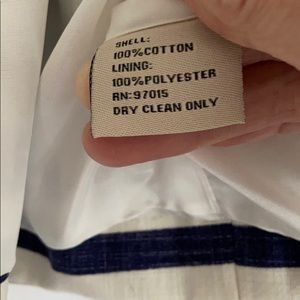 SHELL:
100%COTTON
LINING:
100%POLYESTER
RN:97015
DRY CLEAN ONLY